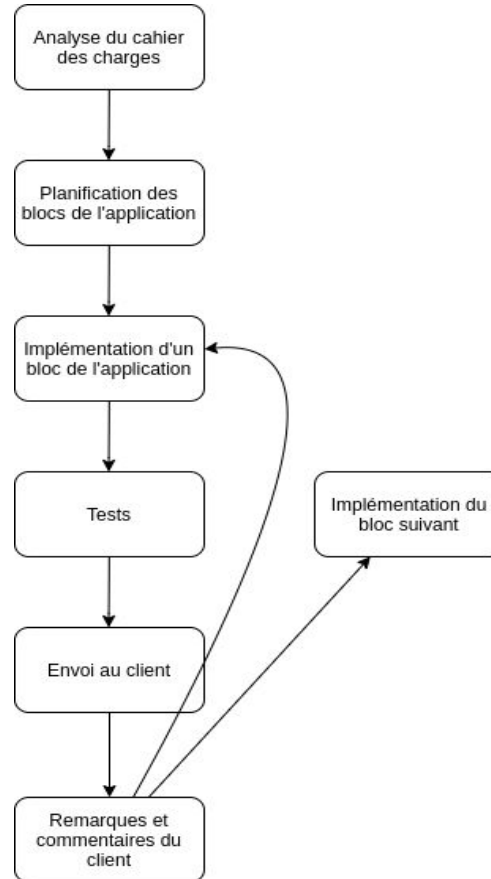 Analyse du cahier
des charges
Planification des
blocs de l'application
Implémentation d'un
bloc de l'application
Tests
Implémentation du
bloc suivant
Envoi au client
Remarques et
commentaires du
client